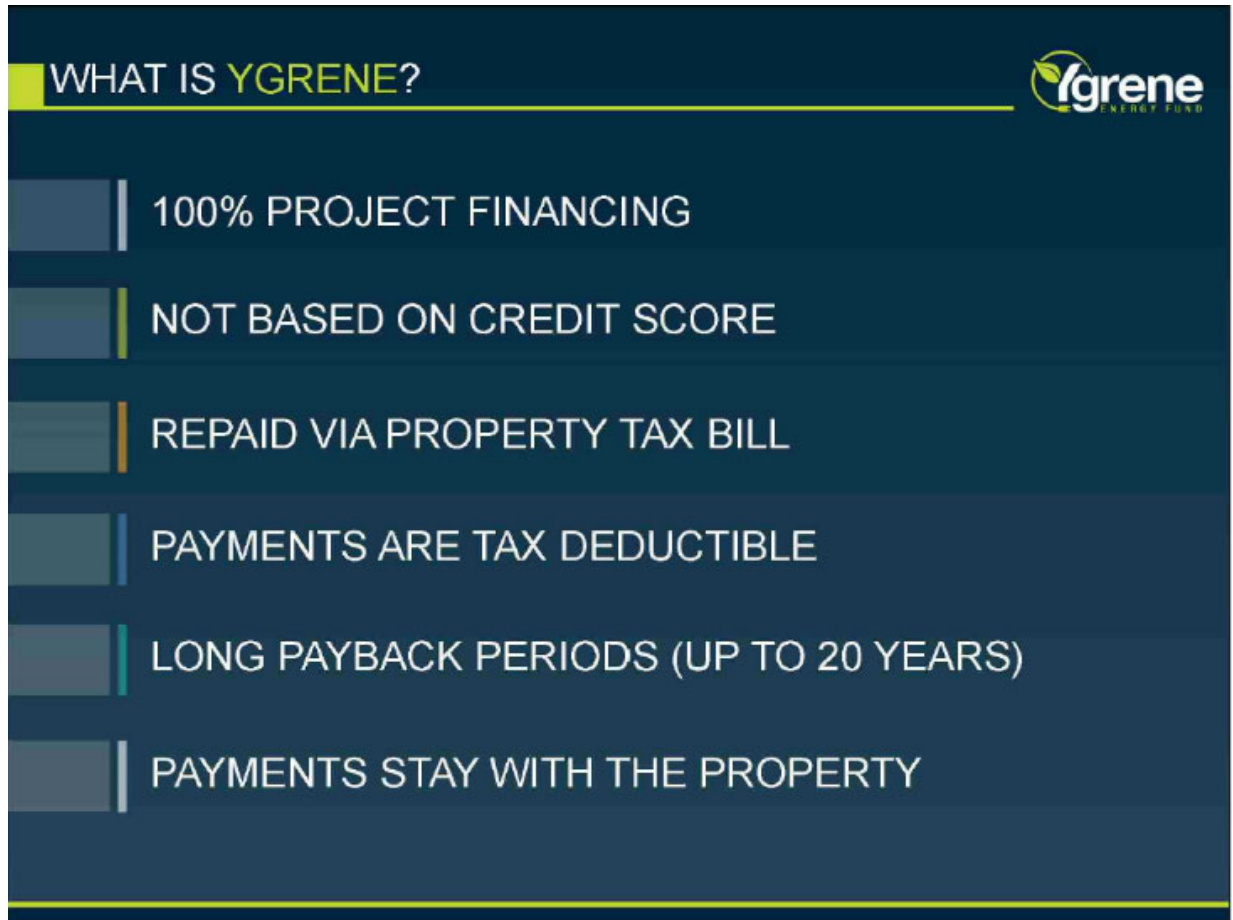 WHAT IS YGRENE?
Ygrene
ENERGY FUND
100% PROJECT FINANCING
NOT BASED ON CREDIT SCORE
REPAID VIA PROPERTY TAX BILL
PAYMENTS ARE TAX DEDUCTIBLE
LONG PAYBACK PERIODS (UP TO 20 YEARS)
PAYMENTS STAY WITH THE PROPERTY